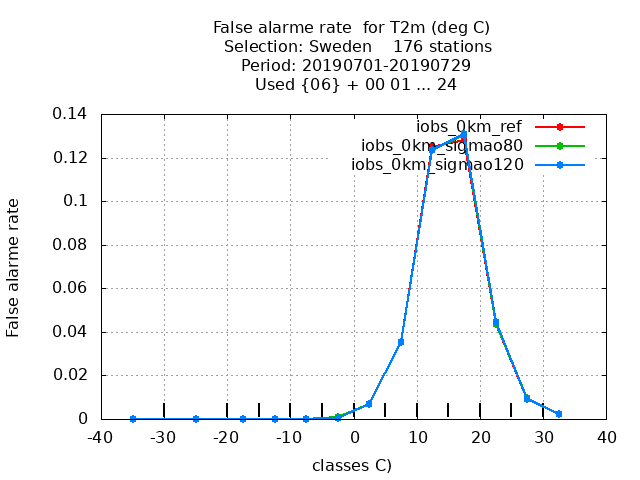 False alarme rate  for T2m (deg C)
Selection: Sweden    176 stations
Period: 20190701-20190729
Used {06} + 00 01 ... 24
iobs_0km_ref
iobs_0km_sigmao80
iobs_0km_sigmao120
False alarme rate
0.14
0.12
0.1
0.08
0.06
0.04
0.02
0
-40 -30 -20 -10 0 10 20 30 40
classes C)